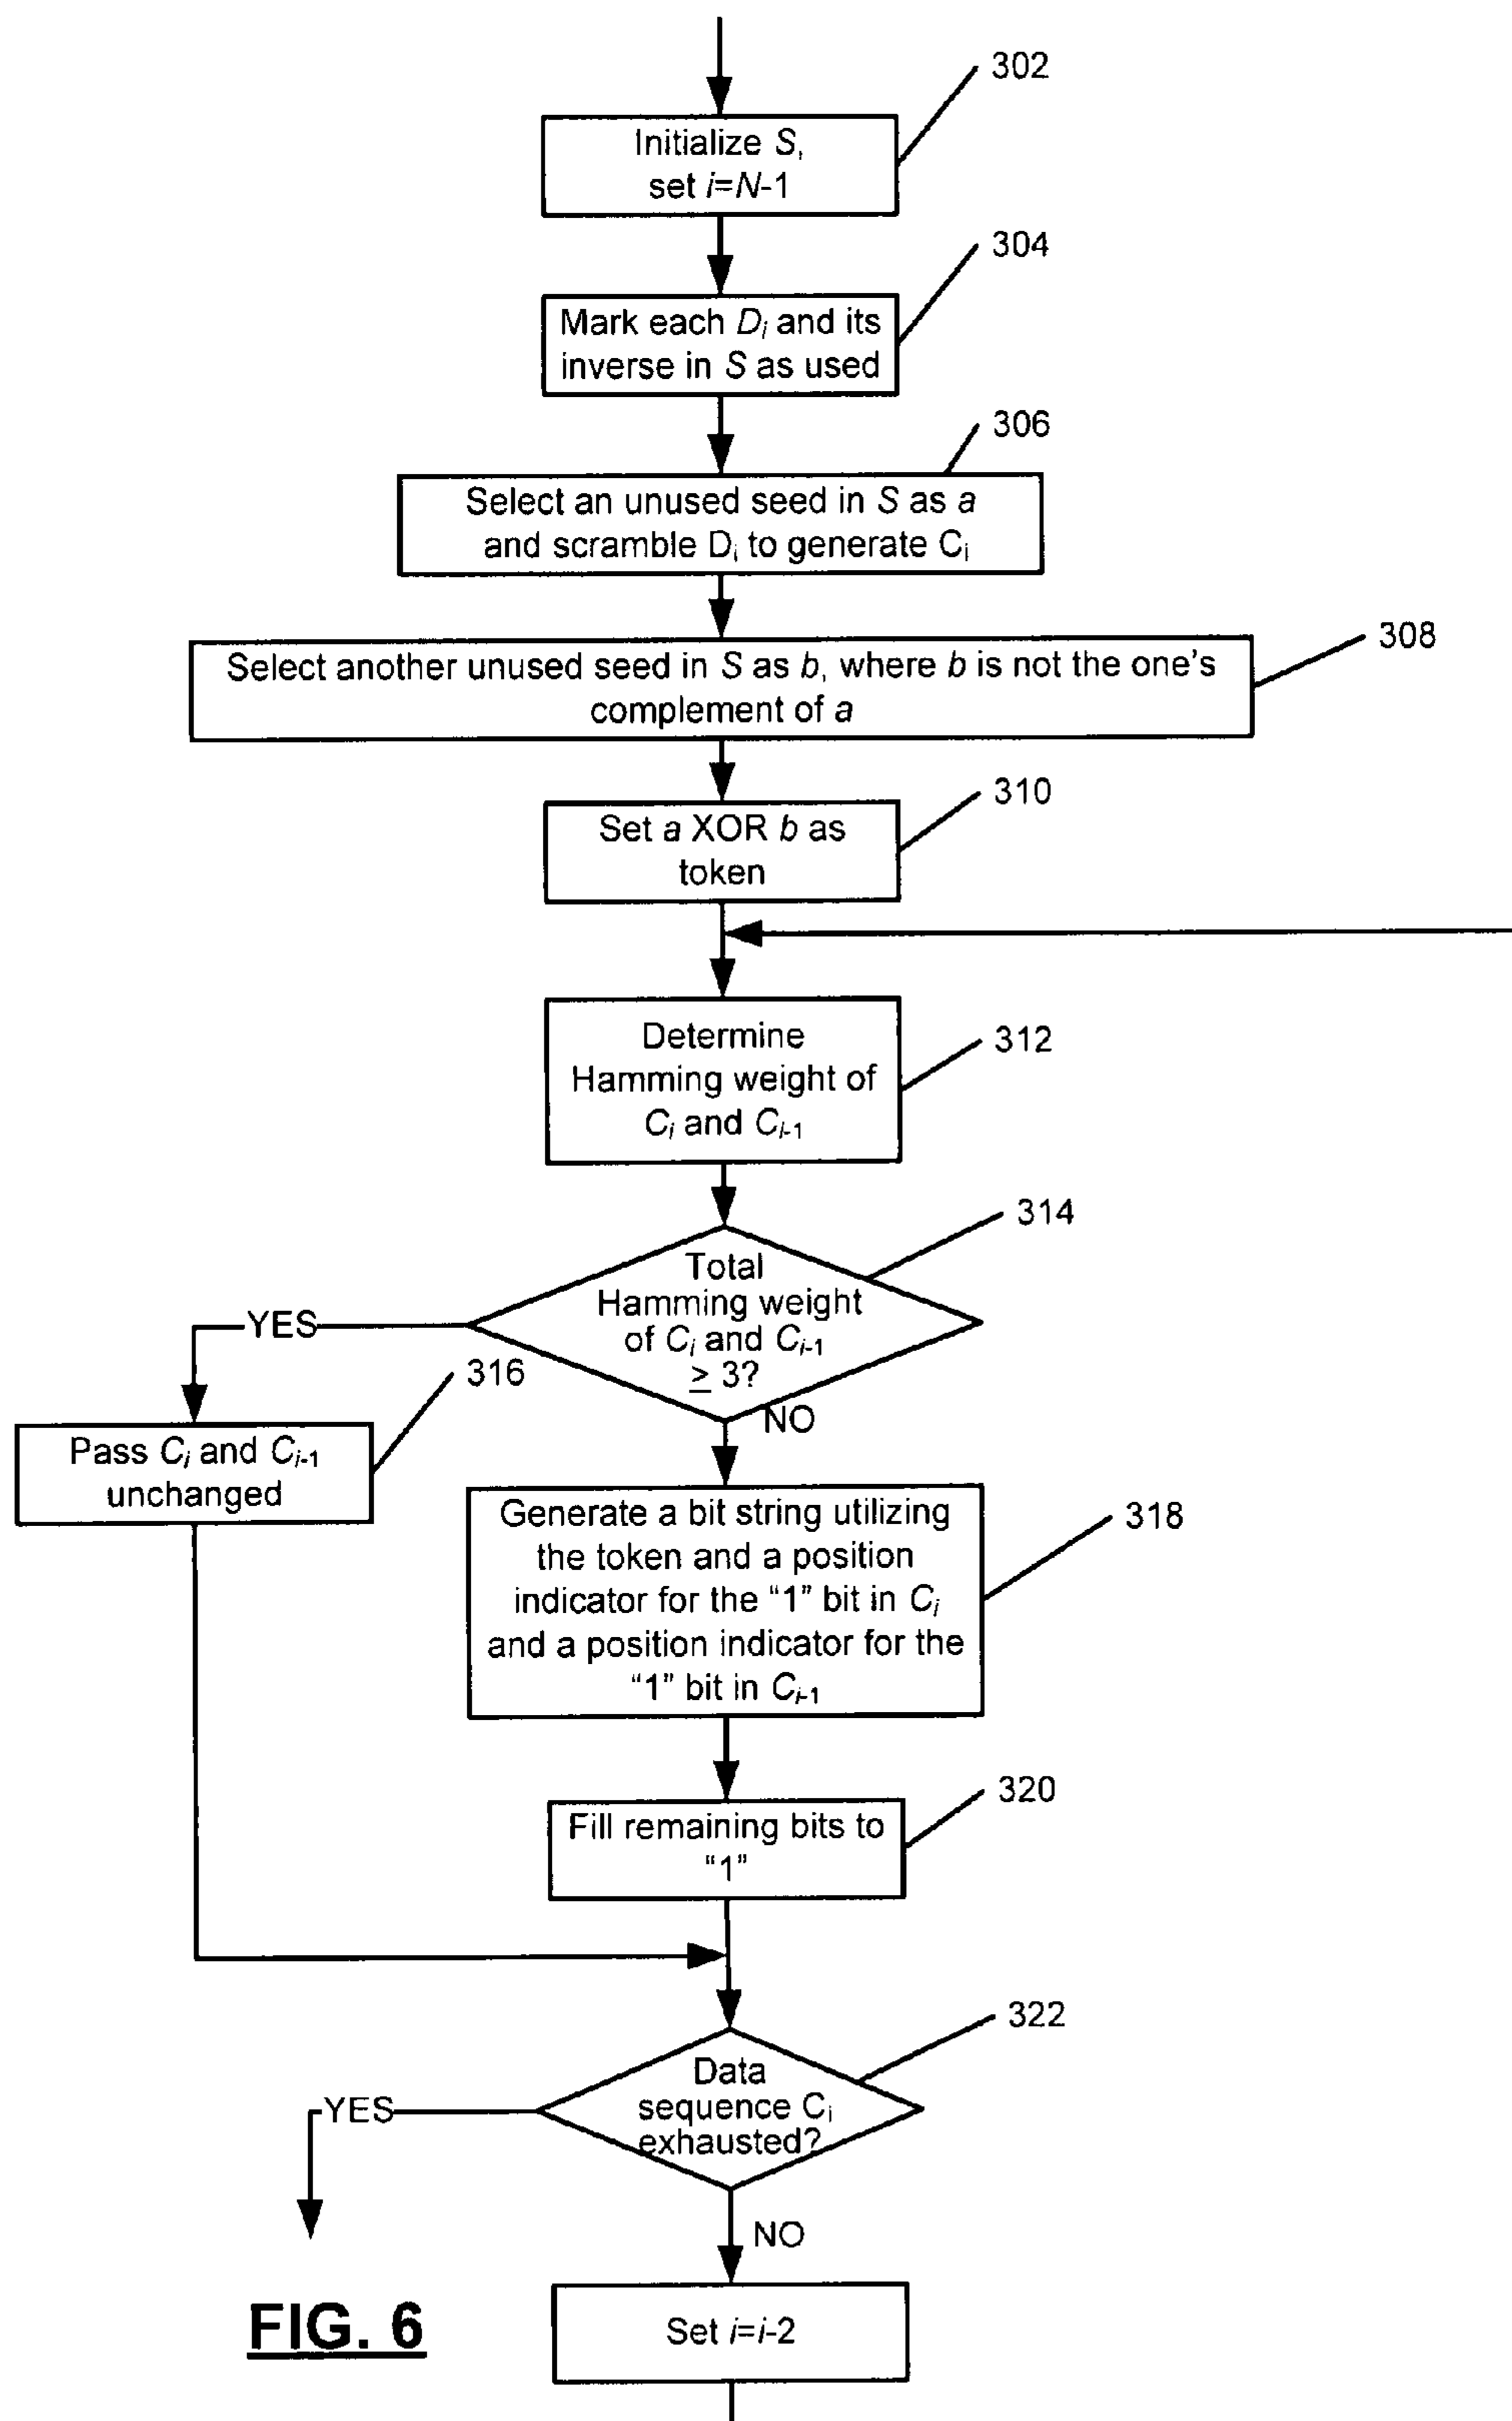 302
Initialize S,
set i=N-1
304
Mark each Di and its
inverse in S as used
306
Select an unused seed in S as a
and scramble Di to generate Ci
308
Select another unused seed in S as b, where b is not the one's
complement of a
310
Set a XOR b as
token
312
Determine
Hamming weight of
Ci and Ci-1
314
Total
Hamming weight
of Ci and Ci-1
≥ 3?
YES
316
NO
Pass Ci and Ci-1
unchanged
318
Generate a bit string utilizing
the token and a position
indicator for the “1” bit in Ci
and a position indicator for the
“1” bit in Ci-1
320
Fill remaining bits to
“1”
322
Data
sequence Ci
exhausted?
YES
NO
FIG. 6
Set i=i-2